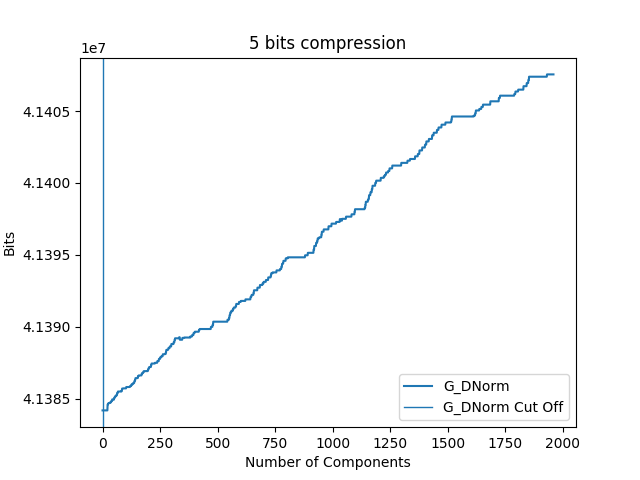 5 bits compression
1e7
4.1405
4.1400
4.1395
4.1390
4.1385
Bits
0 250 500 750 1000 1250 1500 1750 2000
Number of Components
G_DNorm
G_DNorm Cut Off